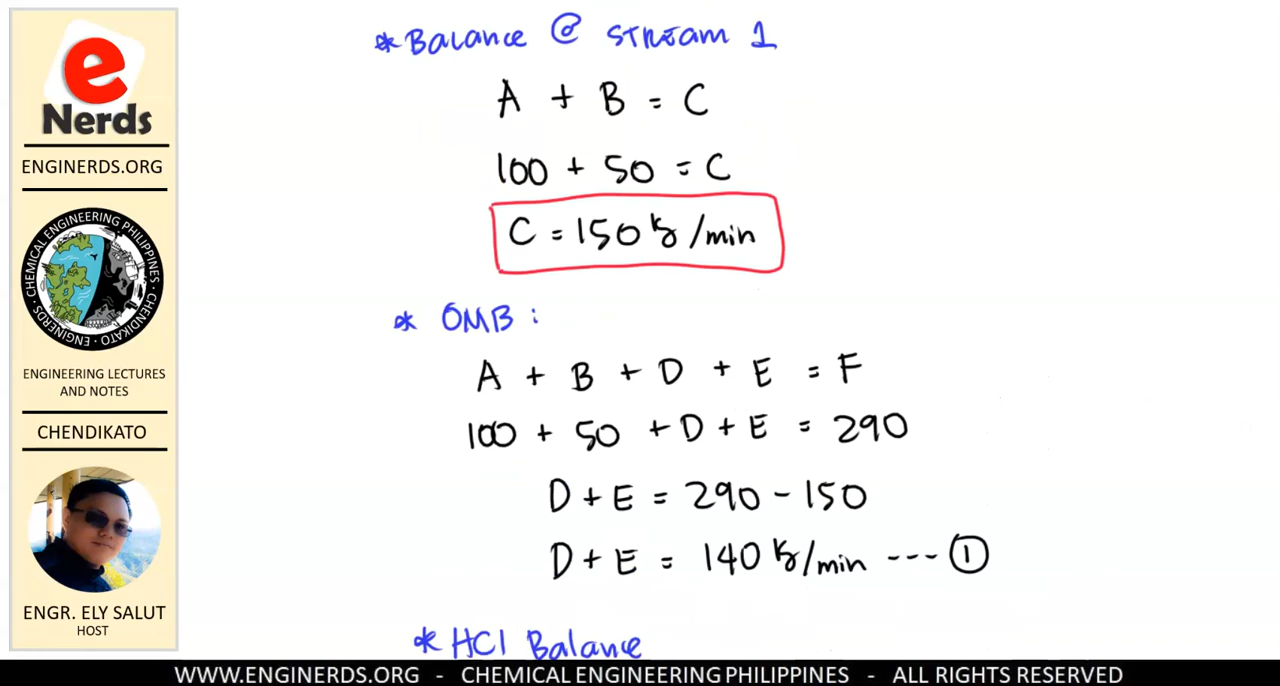 e
Nerds
ENGINERDS.ORG
CHEMICAL ENGINEERING PHILIPPINES · CHENDIKATO · ENGINERDS ·
ENGINEERING LECTURES
AND NOTES
CHENDIKATO
ENGR. ELY SALUT
HOST
* Balance @ Stream 1
A + B = C
100 + 50 = C
C = 150 kg/min
* OMB :
A + B + D + E = F
100 + 50 + D + E = 290
D + E = 290 - 150
D + E = 140 kg/min --- ①
* HCl Balance
WWW.ENGINERDS.ORG - CHEMICAL ENGINEERING PHILIPPINES - ALL RIGHTS RESERVED